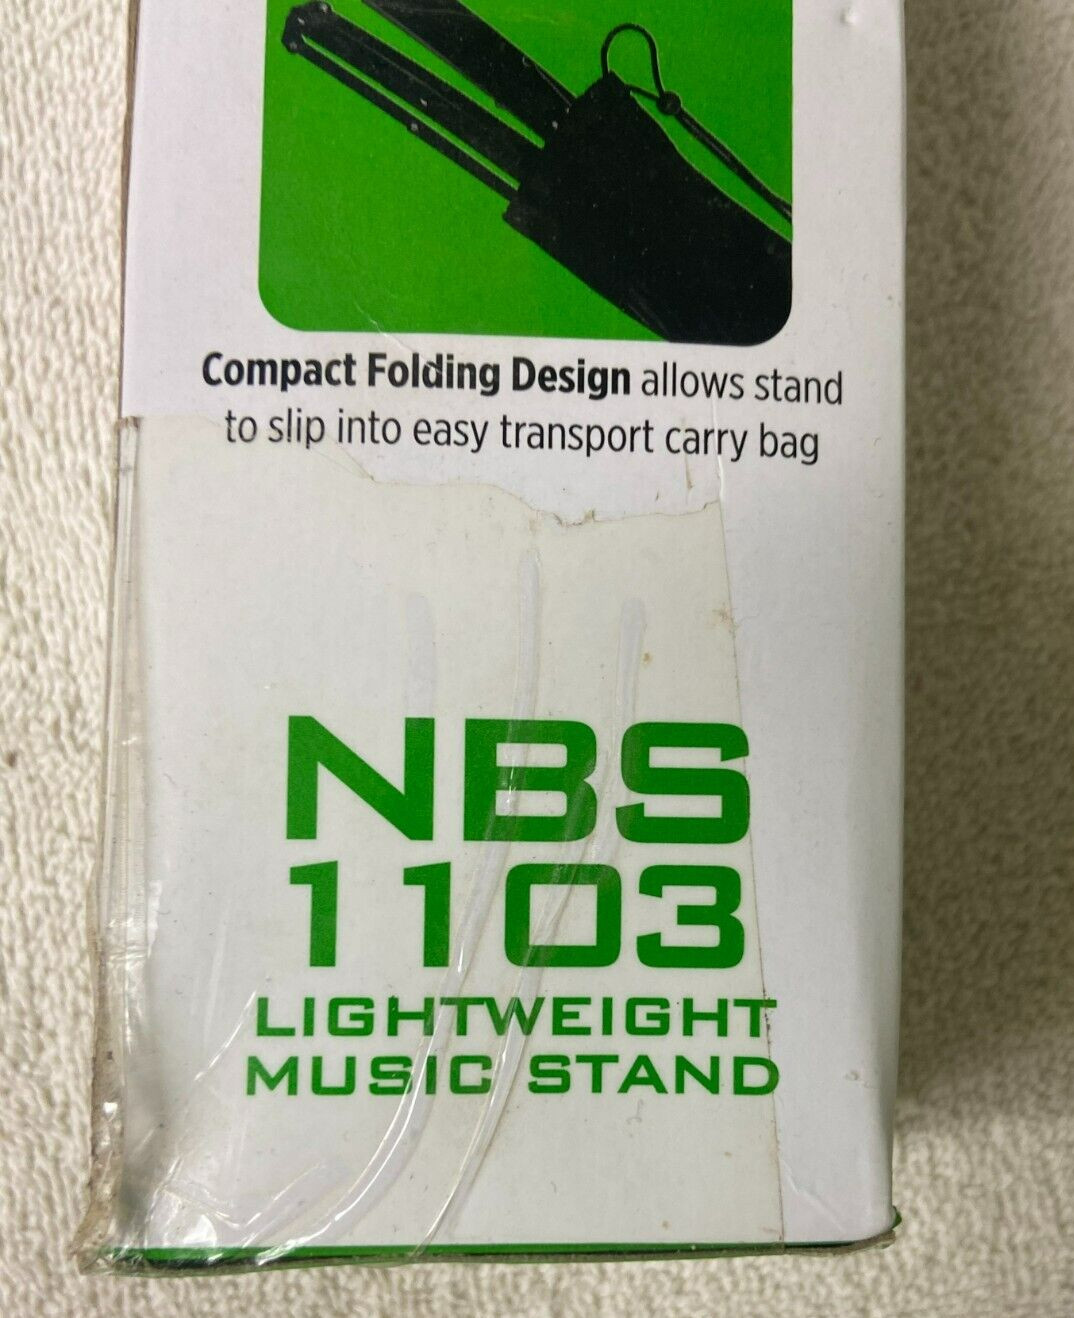 Compact Folding Design allows stand
to slip into easy transport carry bag
NBS
1103
LIGHTWEIGHT
MUSIC STAND